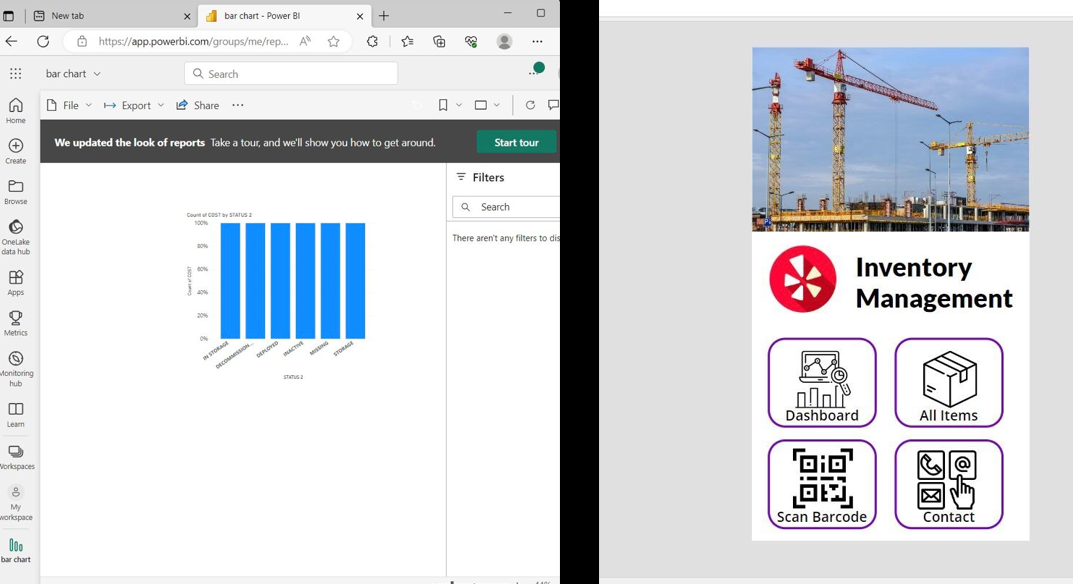 New tab
bar chart - Power BI
https://app.powerbi.com/groups/me/rep...
bar chart
Search
File
Export
Share
We updated the look of reports Take a tour, and we'll show you how to get around.
Start tour
Home
Create
Browse
OneLake
data hub
Apps
Metrics
Monitoring
hub
Learn
Workspaces
My
workspace
bar chart
Filters
Search
There aren't any filters to dis
Count of COST by STATUS 2
100%
80%
60%
40%
20%
0%
Count of COST
IN STORAGE
DECOMMISSION...
DEPLOYED
INACTIVE
MISSING
STORAGE
STATUS 2
Inventory
Management
Dashboard
All Items
Scan Barcode
Contact